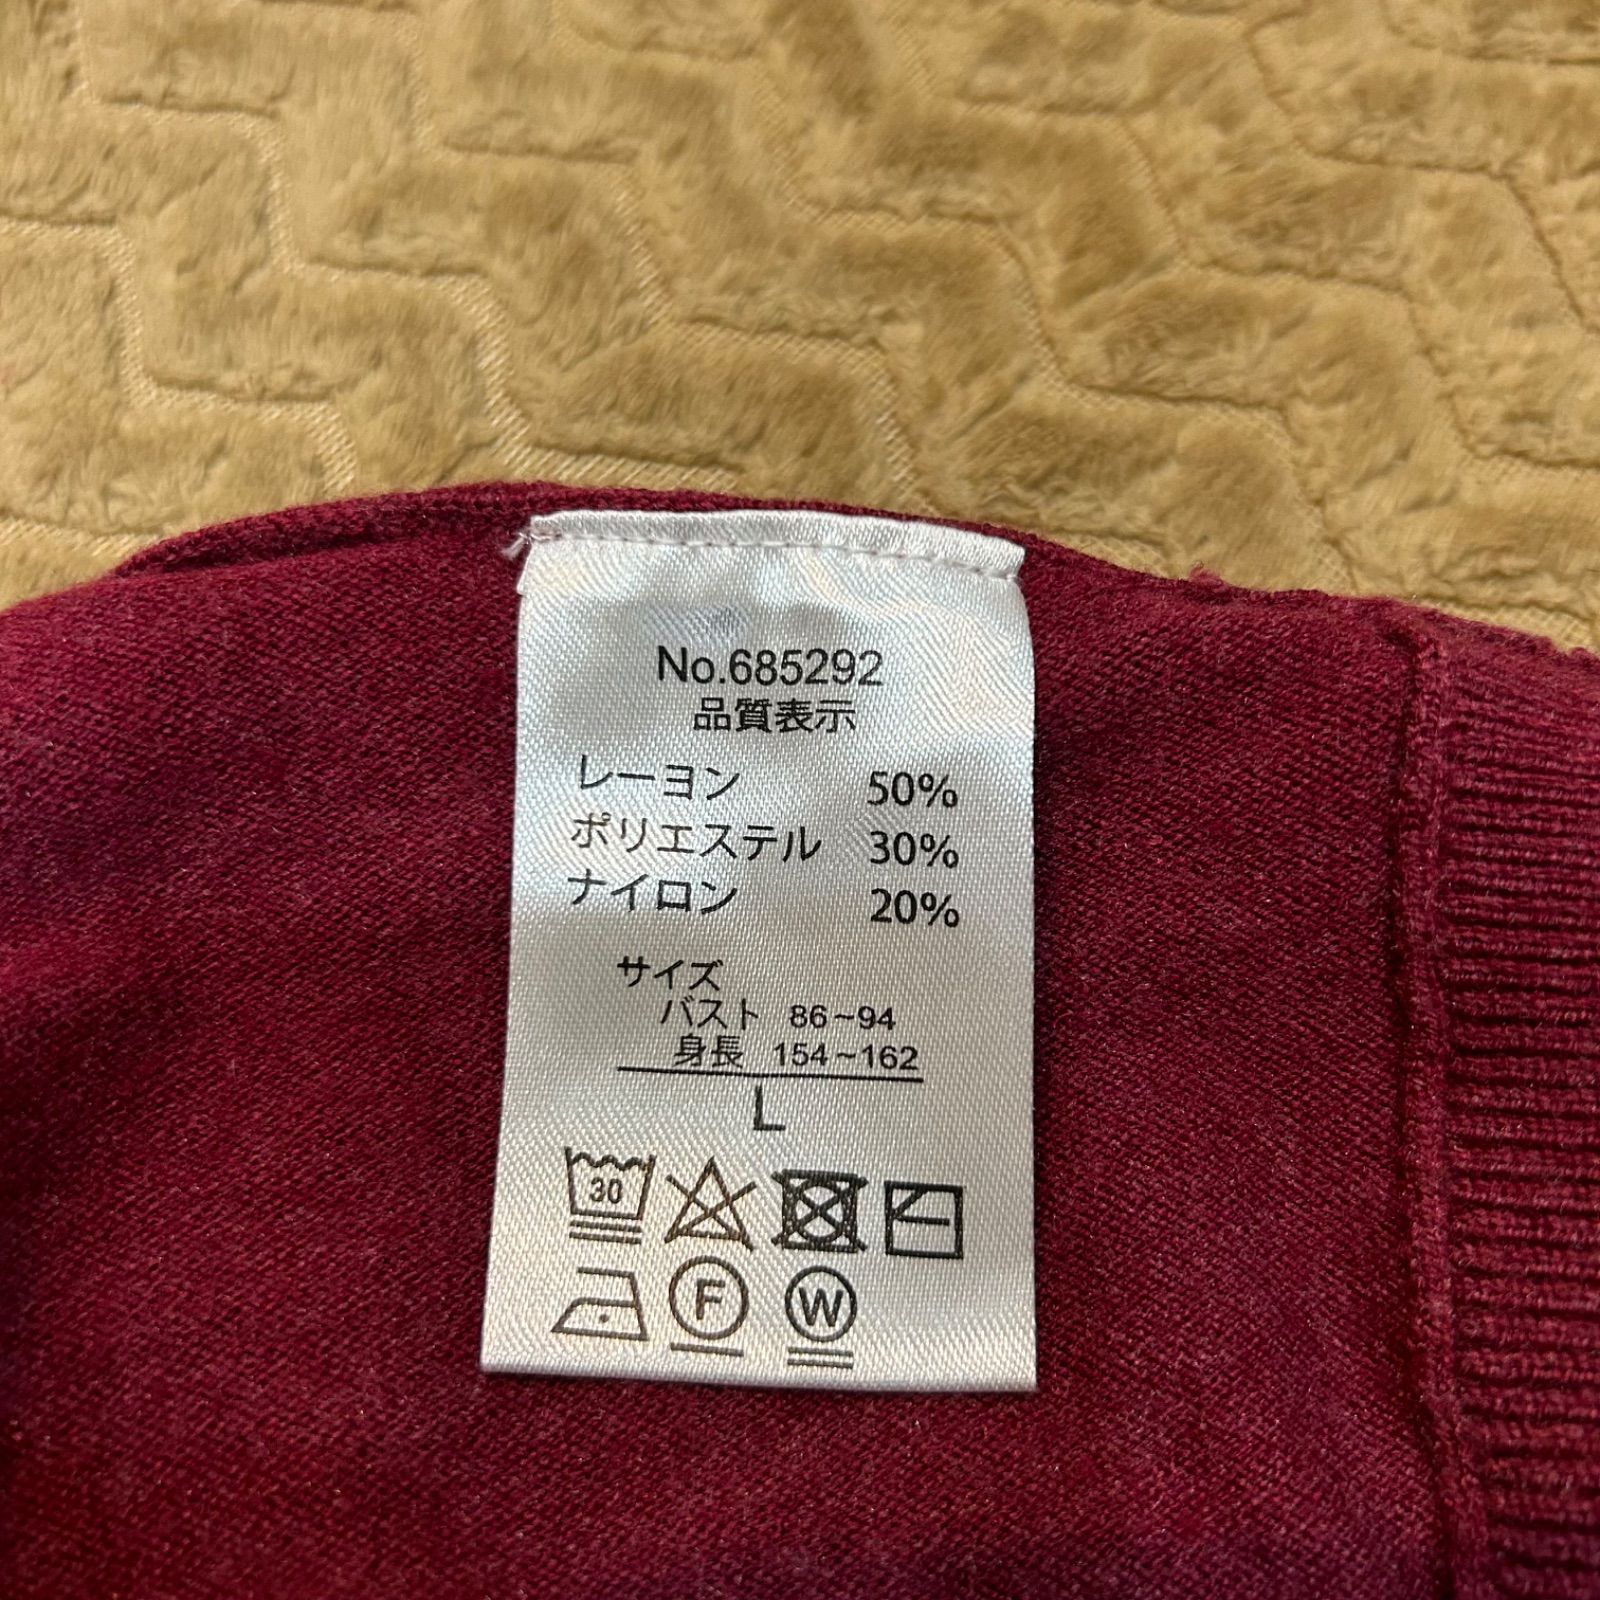 No.685292
品質表示
レーヨン 50%
ポリエステル 30%
ナイロン 20%
サイズ
バスト 86~94
身長 154~162
L
30
F
W